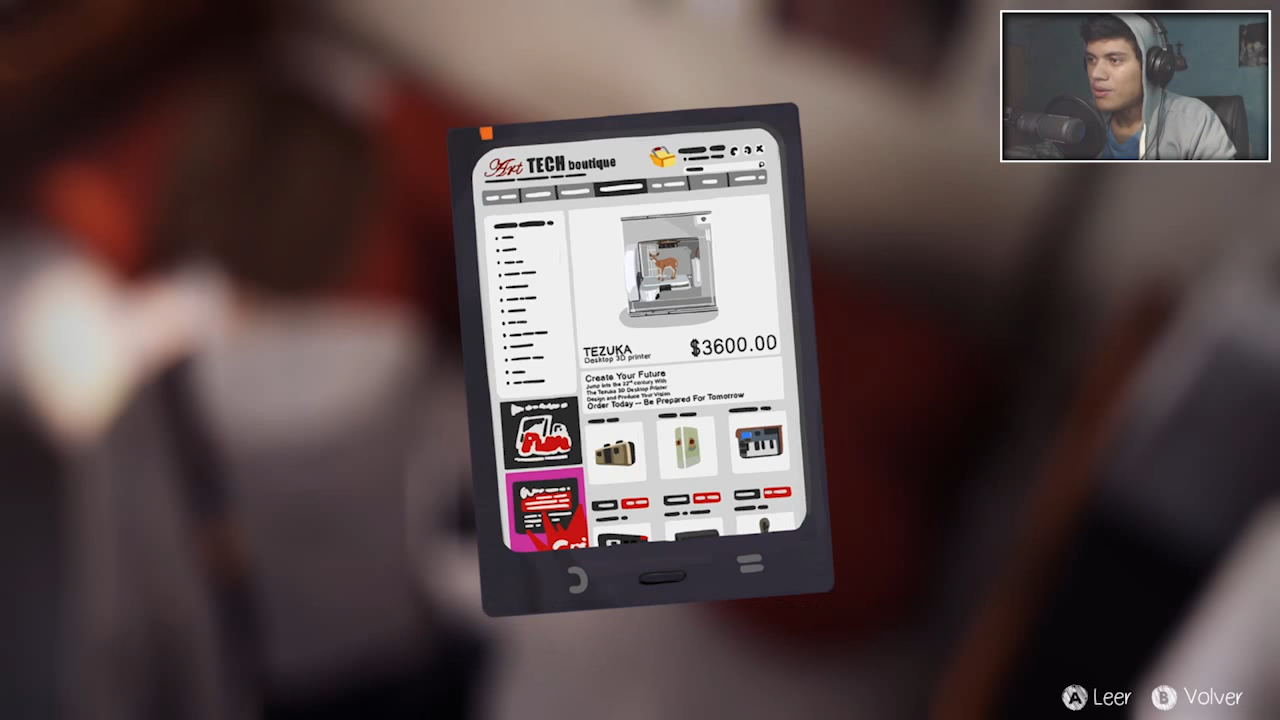 Art TECH boutique
TEZUKA
Desktop 3D printer
$3600.00
Create Your Future
Jump into the 22nd century With
The Tezuka 3D Desktop Printer
Design and Produce Your Vision
Order Today -- Be Prepared For Tomorrow
A Leer
B Volver